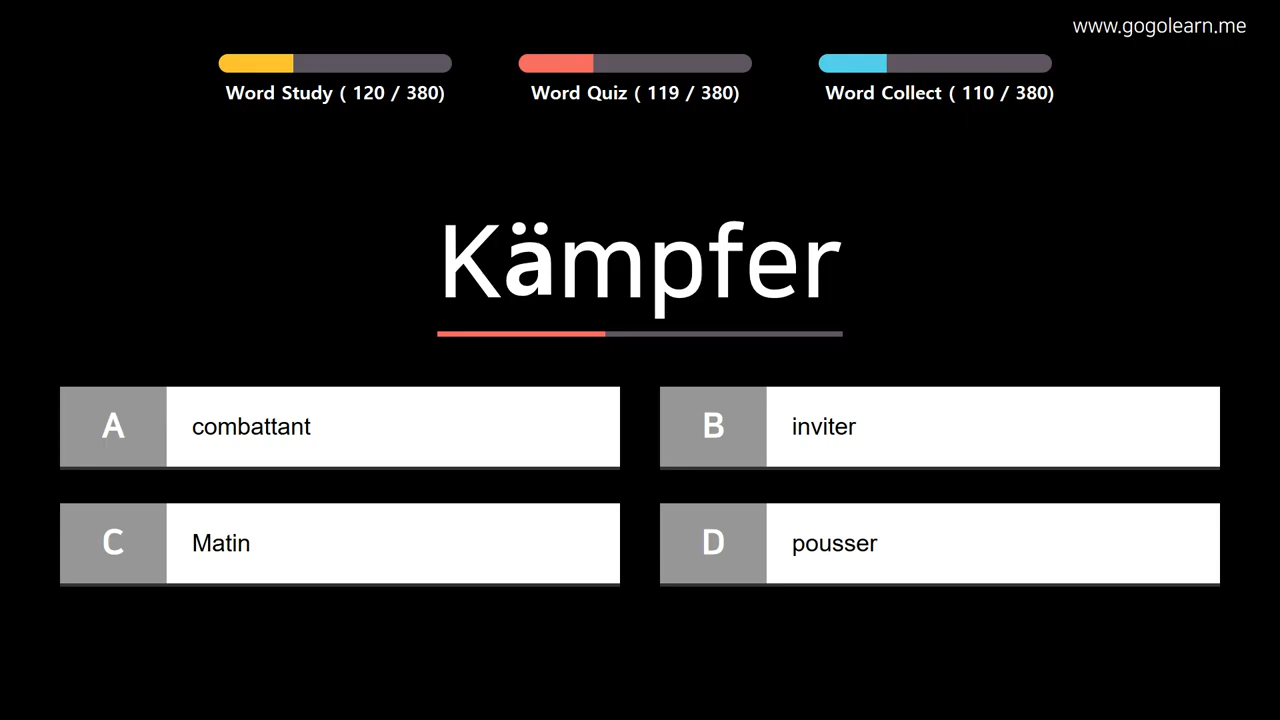 www.gogolearn.me
Word Study ( 120 / 380)
Word Quiz ( 119 / 380)
Word Collect ( 110 / 380)
Kämpfer
A
combattant
B
inviter
C
Matin
D
pousser